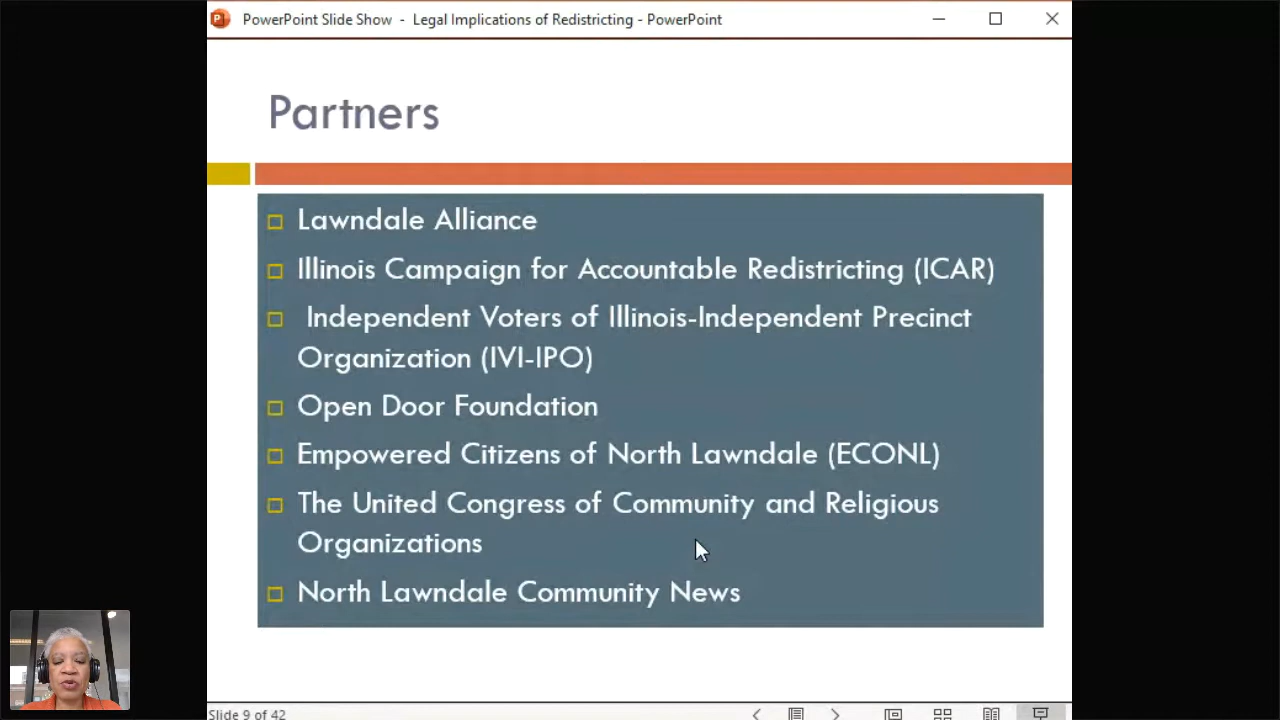 PowerPoint Slide Show - Legal Implications of Redistricting - PowerPoint
Partners
Lawndale Alliance
Illinois Campaign for Accountable Redistricting (ICAR)
Independent Voters of Illinois-Independent Precinct
Organization (IVI-IPO)
Open Door Foundation
Empowered Citizens of North Lawndale (ECONL)
The United Congress of Community and Religious
Organizations
North Lawndale Community News
Slide 9 of 42